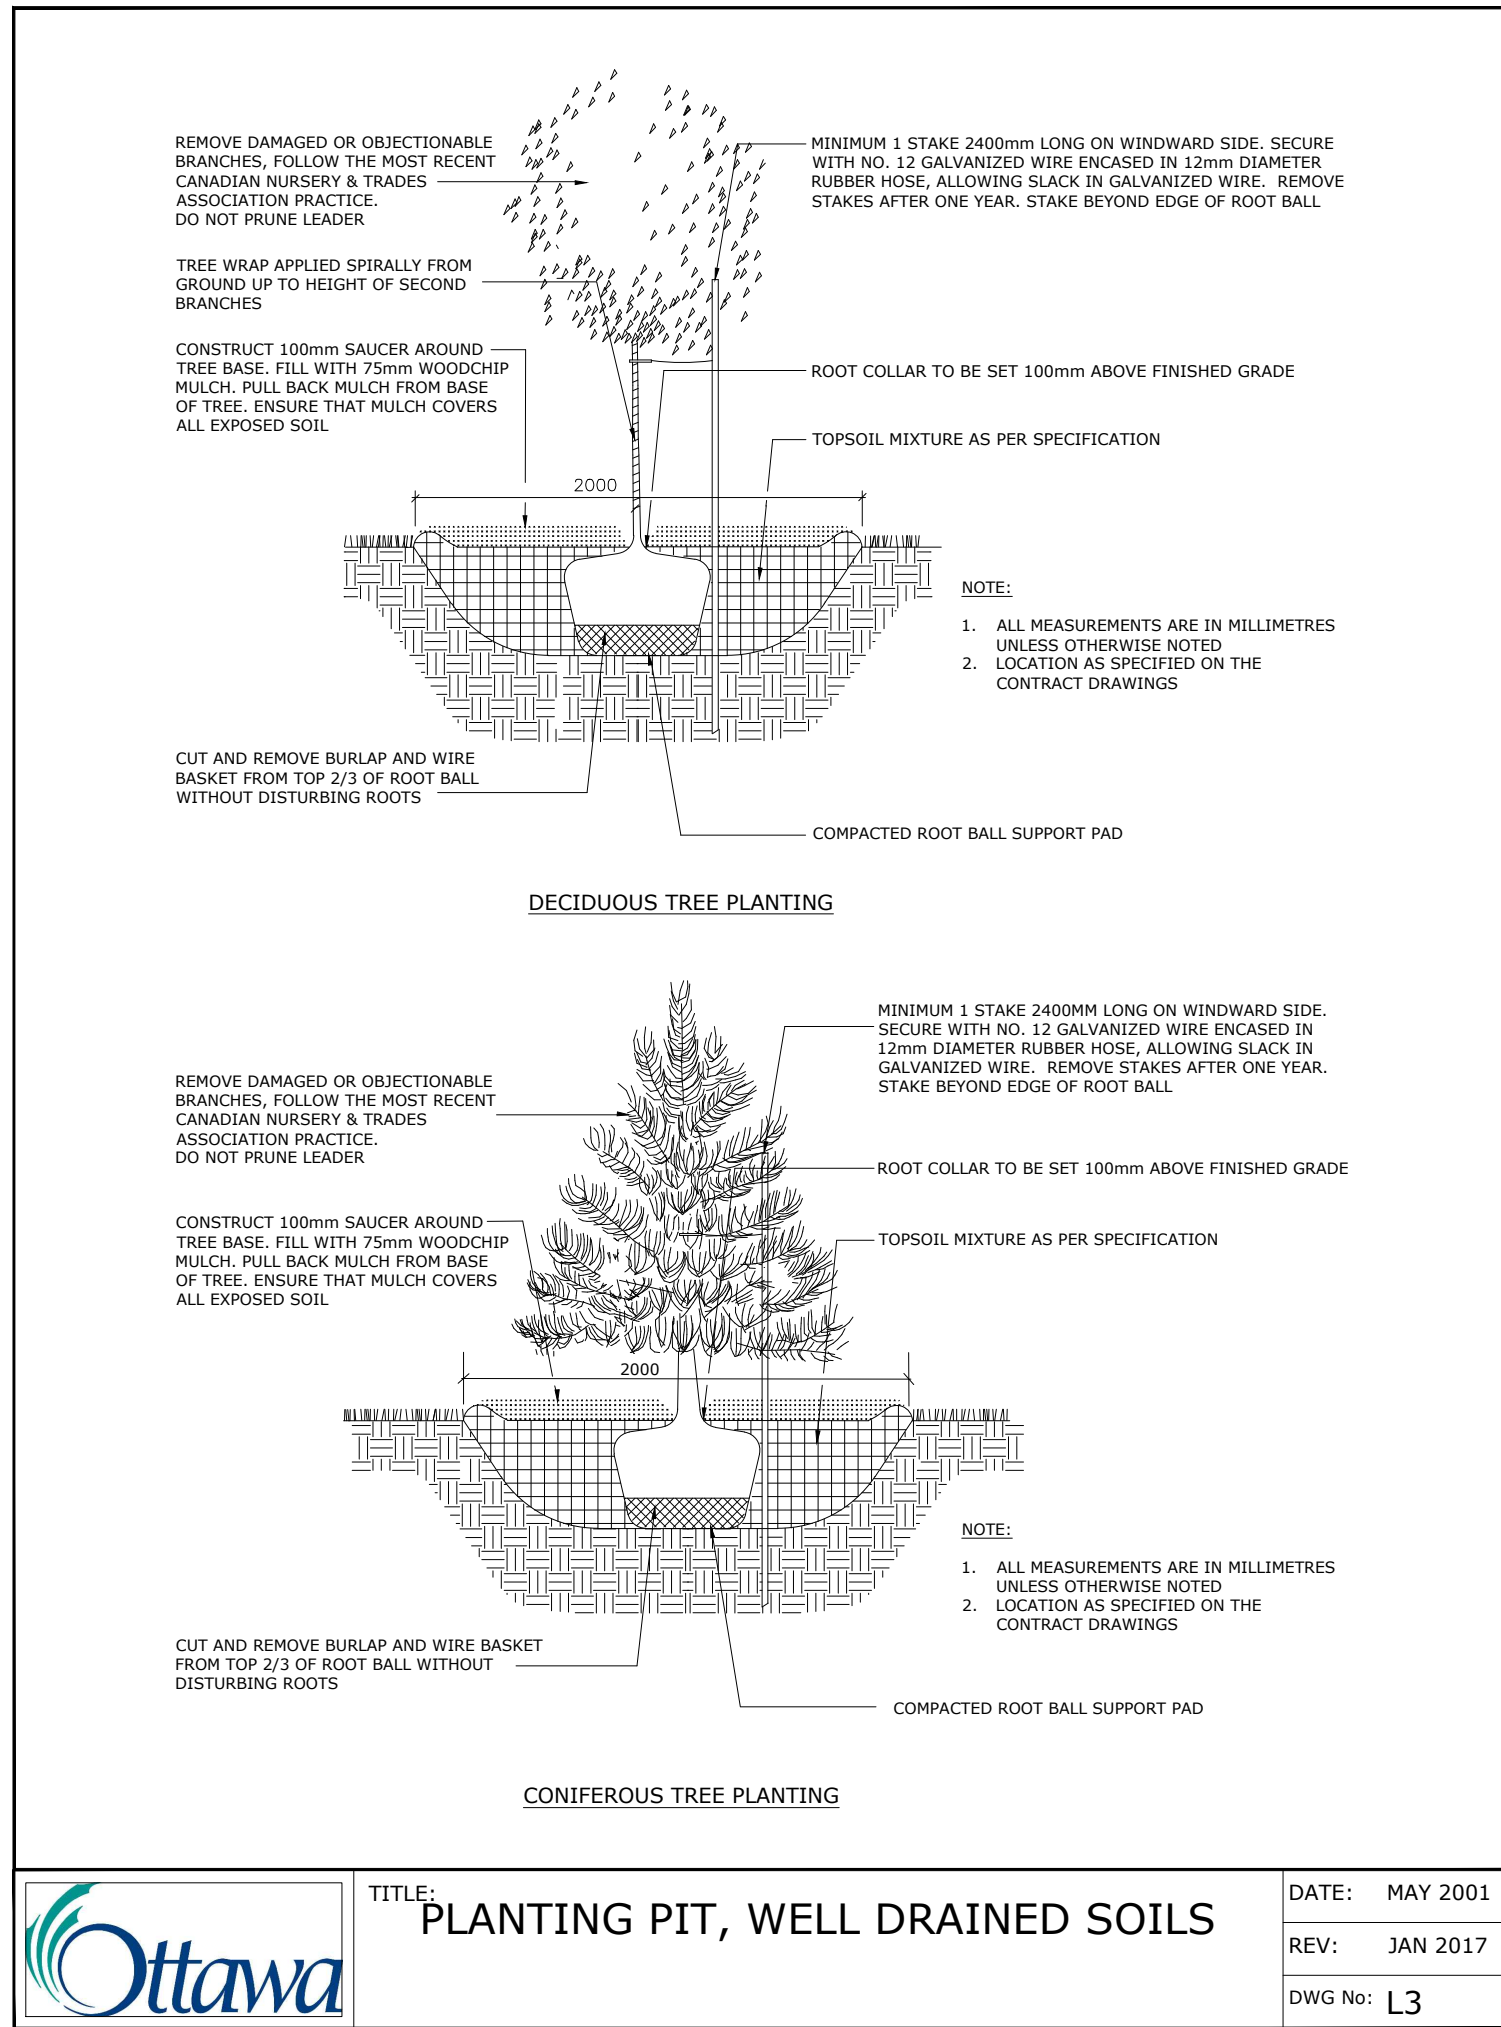 REMOVE DAMAGED OR OBJECTIONABLE
BRANCHES, FOLLOW THE MOST RECENT
CANADIAN NURSERY & TRADES
ASSOCIATION PRACTICE.
DO NOT PRUNE LEADER
MINIMUM 1 STAKE 2400mm LONG ON WINDWARD SIDE. SECURE
WITH NO. 12 GALVANIZED WIRE ENCASED IN 12mm DIAMETER
RUBBER HOSE, ALLOWING SLACK IN GALVANIZED WIRE. REMOVE
STAKES AFTER ONE YEAR. STAKE BEYOND EDGE OF ROOT BALL
TREE WRAP APPLIED SPIRALLY FROM
GROUND UP TO HEIGHT OF SECOND
BRANCHES
CONSTRUCT 100mm SAUCER AROUND
TREE BASE. FILL WITH 75mm WOODCHIP
MULCH. PULL BACK MULCH FROM BASE
OF TREE. ENSURE THAT MULCH COVERS
ALL EXPOSED SOIL
ROOT COLLAR TO BE SET 100mm ABOVE FINISHED GRADE
TOPSOIL MIXTURE AS PER SPECIFICATION
2000
NOTE:
1. ALL MEASUREMENTS ARE IN MILLIMETRES
UNLESS OTHERWISE NOTED
2. LOCATION AS SPECIFIED ON THE
CONTRACT DRAWINGS
CUT AND REMOVE BURLAP AND WIRE
BASKET FROM TOP 2/3 OF ROOT BALL
WITHOUT DISTURBING ROOTS
COMPACTED ROOT BALL SUPPORT PAD
DECIDUOUS TREE PLANTING
MINIMUM 1 STAKE 2400MM LONG ON WINDWARD SIDE.
SECURE WITH NO. 12 GALVANIZED WIRE ENCASED IN
12mm DIAMETER RUBBER HOSE, ALLOWING SLACK IN
GALVANIZED WIRE. REMOVE STAKES AFTER ONE YEAR.
STAKE BEYOND EDGE OF ROOT BALL
REMOVE DAMAGED OR OBJECTIONABLE
BRANCHES, FOLLOW THE MOST RECENT
CANADIAN NURSERY & TRADES
ASSOCIATION PRACTICE.
DO NOT PRUNE LEADER
ROOT COLLAR TO BE SET 100mm ABOVE FINISHED GRADE
CONSTRUCT 100mm SAUCER AROUND
TREE BASE. FILL WITH 75mm WOODCHIP
MULCH. PULL BACK MULCH FROM BASE
OF TREE. ENSURE THAT MULCH COVERS
ALL EXPOSED SOIL
TOPSOIL MIXTURE AS PER SPECIFICATION
2000
NOTE:
1. ALL MEASUREMENTS ARE IN MILLIMETRES
UNLESS OTHERWISE NOTED
2. LOCATION AS SPECIFIED ON THE
CONTRACT DRAWINGS
CUT AND REMOVE BURLAP AND WIRE BASKET
FROM TOP 2/3 OF ROOT BALL WITHOUT
DISTURBING ROOTS
COMPACTED ROOT BALL SUPPORT PAD
CONIFEROUS TREE PLANTING
Ottawa
TITLE:
PLANTING PIT, WELL DRAINED SOILS
DATE: MAY 2001
REV: JAN 2017
DWG No: L3